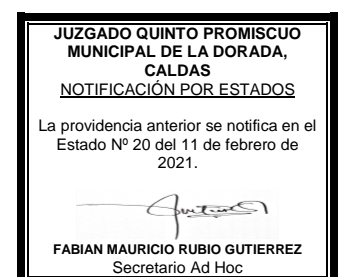 JUZGADO QUINTO PROMISCUO
MUNICIPAL DE LA DORADA,
CALDAS
NOTIFICACIÓN POR ESTADOS
La providencia anterior se notifica en el
Estado Nº 20 del 11 de febrero de
2021.
FABIAN MAURICIO RUBIO GUTIERREZ
Secretario Ad Hoc